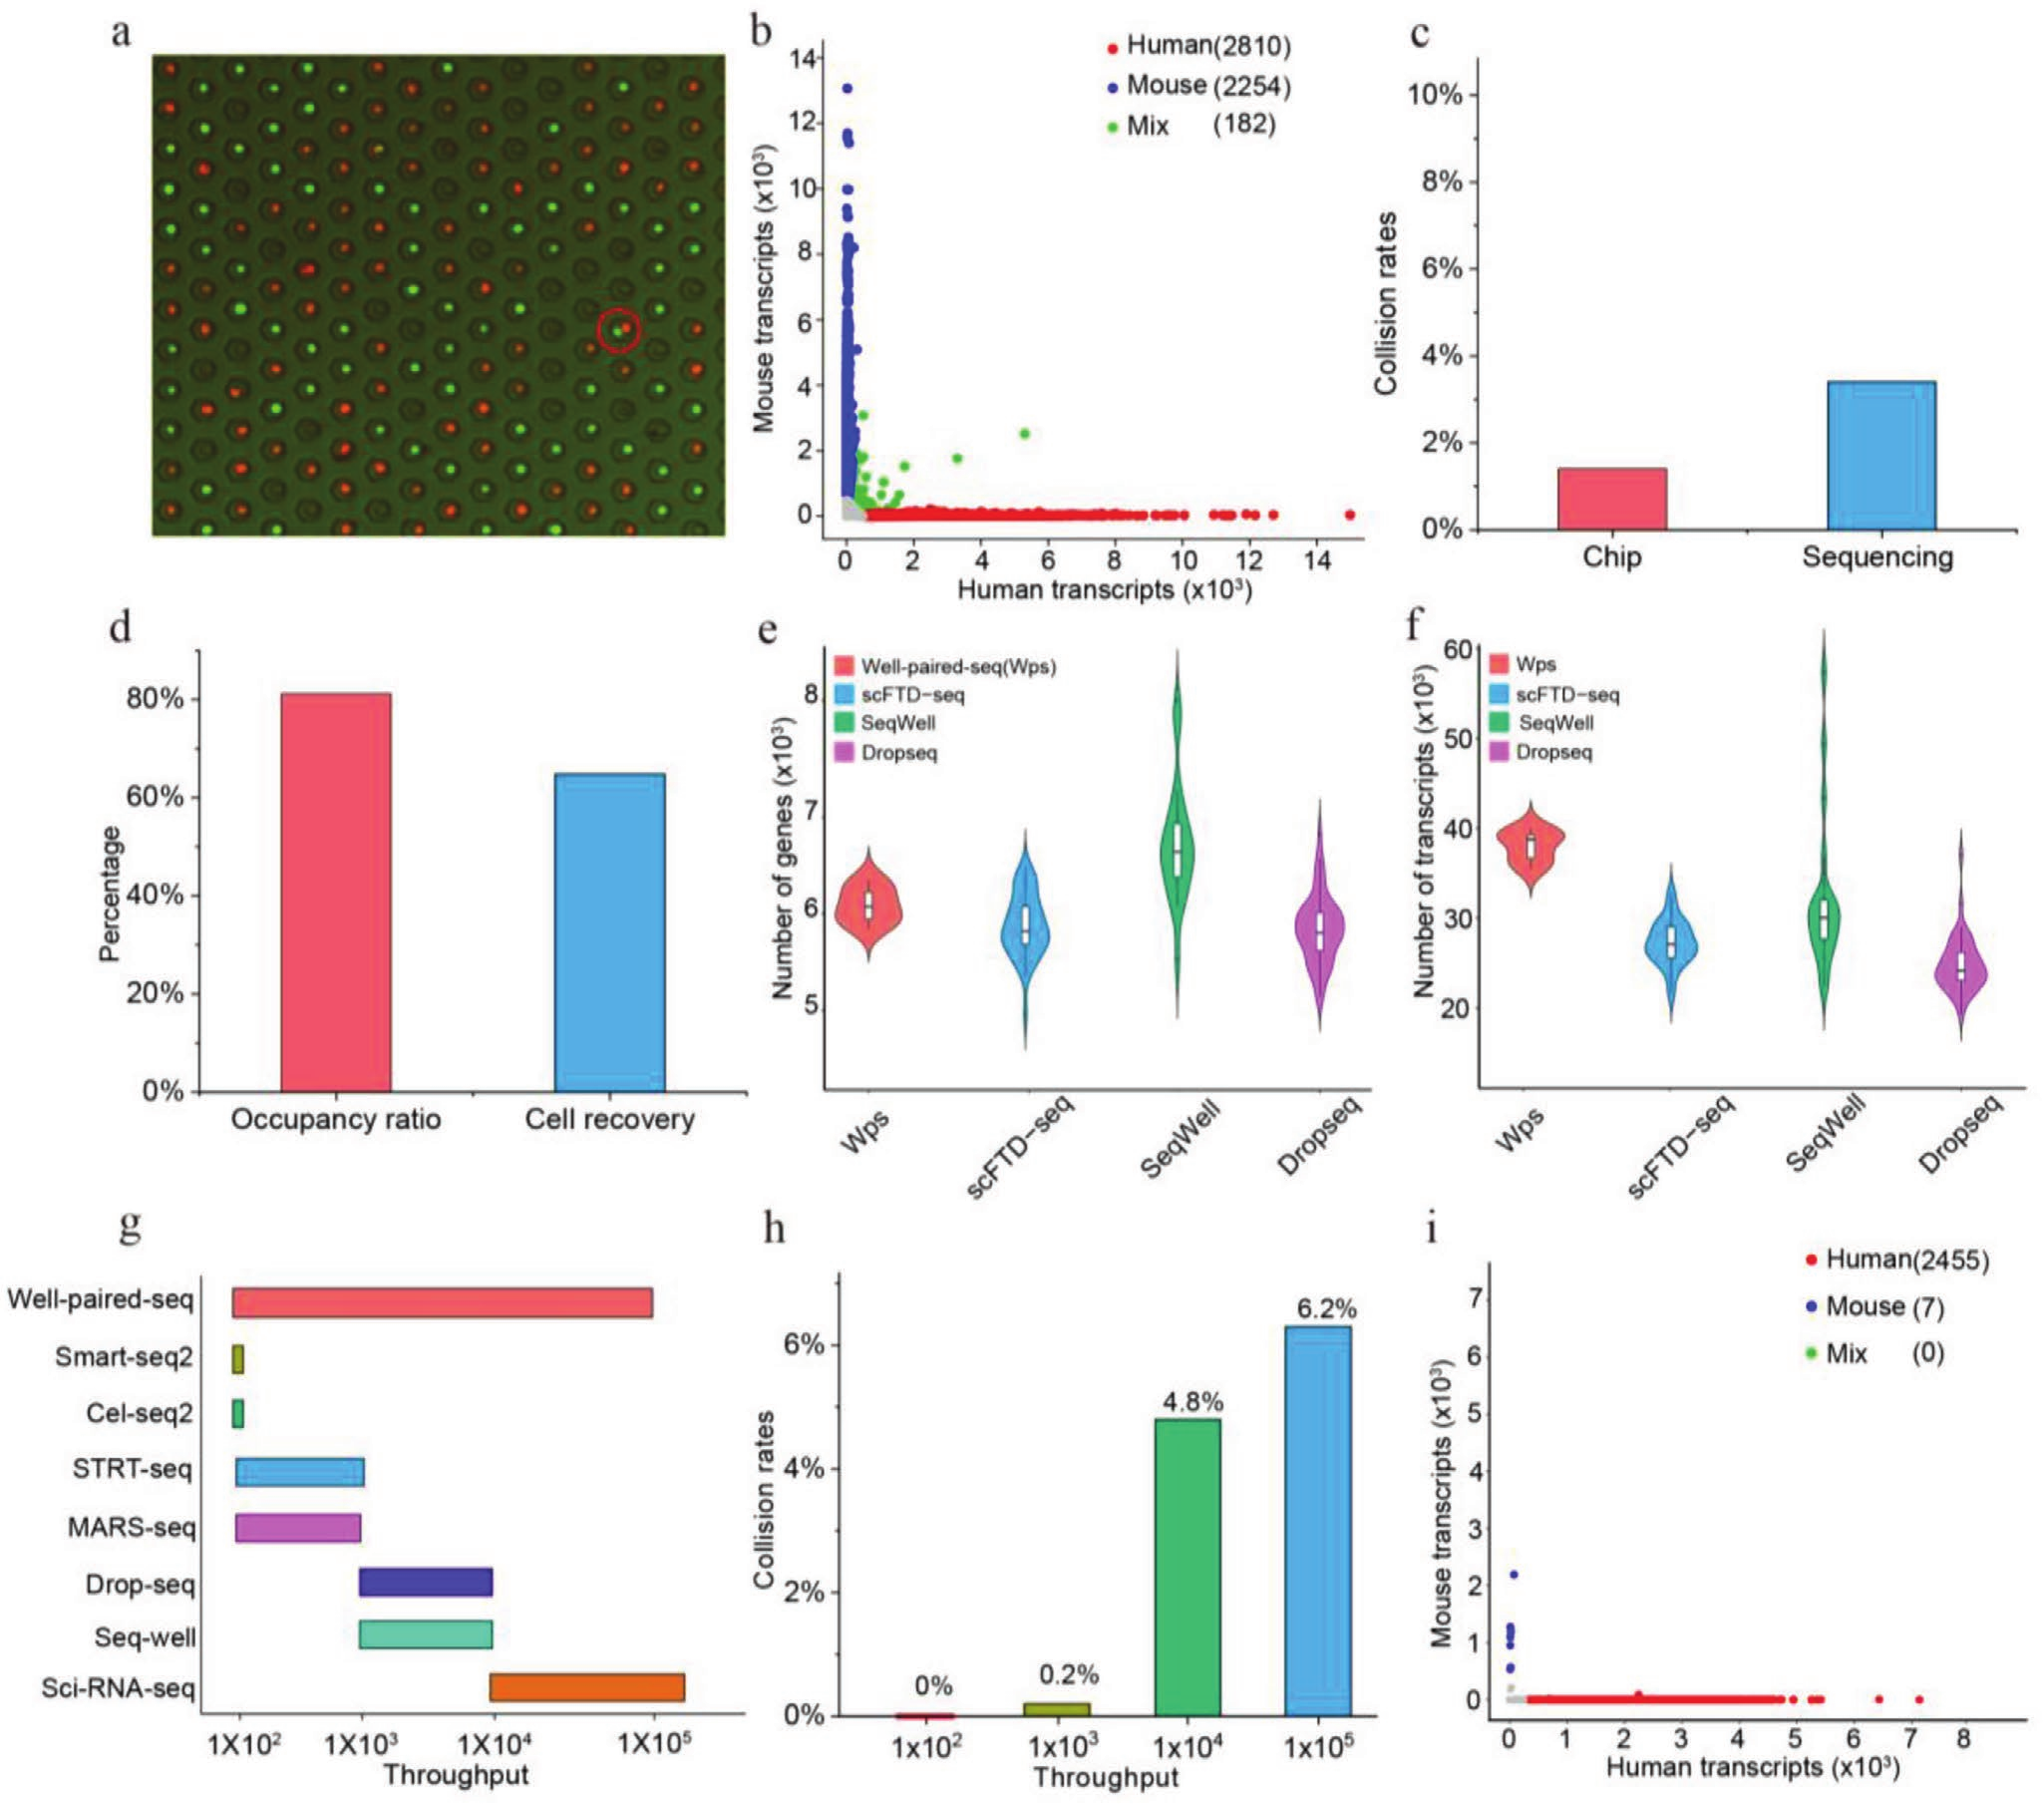 a
b
14
12
10
8
6
4
2
0
Mouse transcripts (x10³)
Human(2810)
Mouse (2254)
Mix (182)
0 2 4 6 8 10 12 14
Human transcripts (x10³)
c
10%
8%
6%
4%
2%
0%
Collision rates
Chip Sequencing
d
80%
60%
40%
20%
0%
Percentage
Occupancy ratio Cell recovery
e
8
7
6
5
Number of genes (x10³)
Well-paired-seq(Wps)
scFTD-seq
SeqWell
Dropseq
Wps scFTD-seq SeqWell Dropseq
f
60
50
40
30
20
Number of transcripts (x10³)
Wps
scFTD-seq
SeqWell
Dropseq
Wps scFTD-seq SeqWell Dropseq
g
Well-paired-seq
Smart-seq2
Cel-seq2
STRT-seq
MARS-seq
Drop-seq
Seq-well
Sci-RNA-seq
1X10² 1X10³ 1X10⁴ 1X10⁵
Throughput
h
6%
4%
2%
0%
Collision rates
0%
0.2%
4.8%
6.2%
1x10² 1x10³ 1x10⁴ 1x10⁵
Throughput
i
7
6
5
4
3
2
1
0
Mouse transcripts (x10³)
Human(2455)
Mouse (7)
Mix (0)
0 1 2 3 4 5 6 7 8
Human transcripts (x10³)